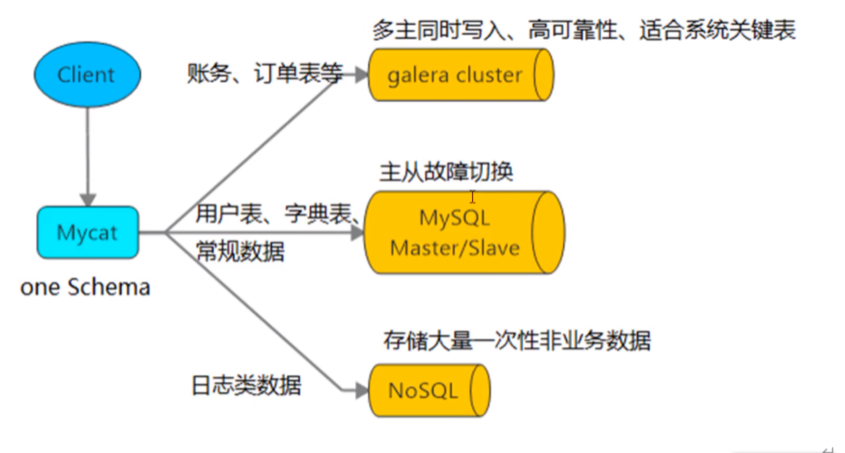 多主同时写入、高可靠性、适合系统关键表
Client
账务、订单表等
galera cluster
主从故障切换
用户表、字典表、
常规数据
MySQL
Master/Slave
Mycat
one Schema
存储大量一次性非业务数据
日志类数据
NoSQL